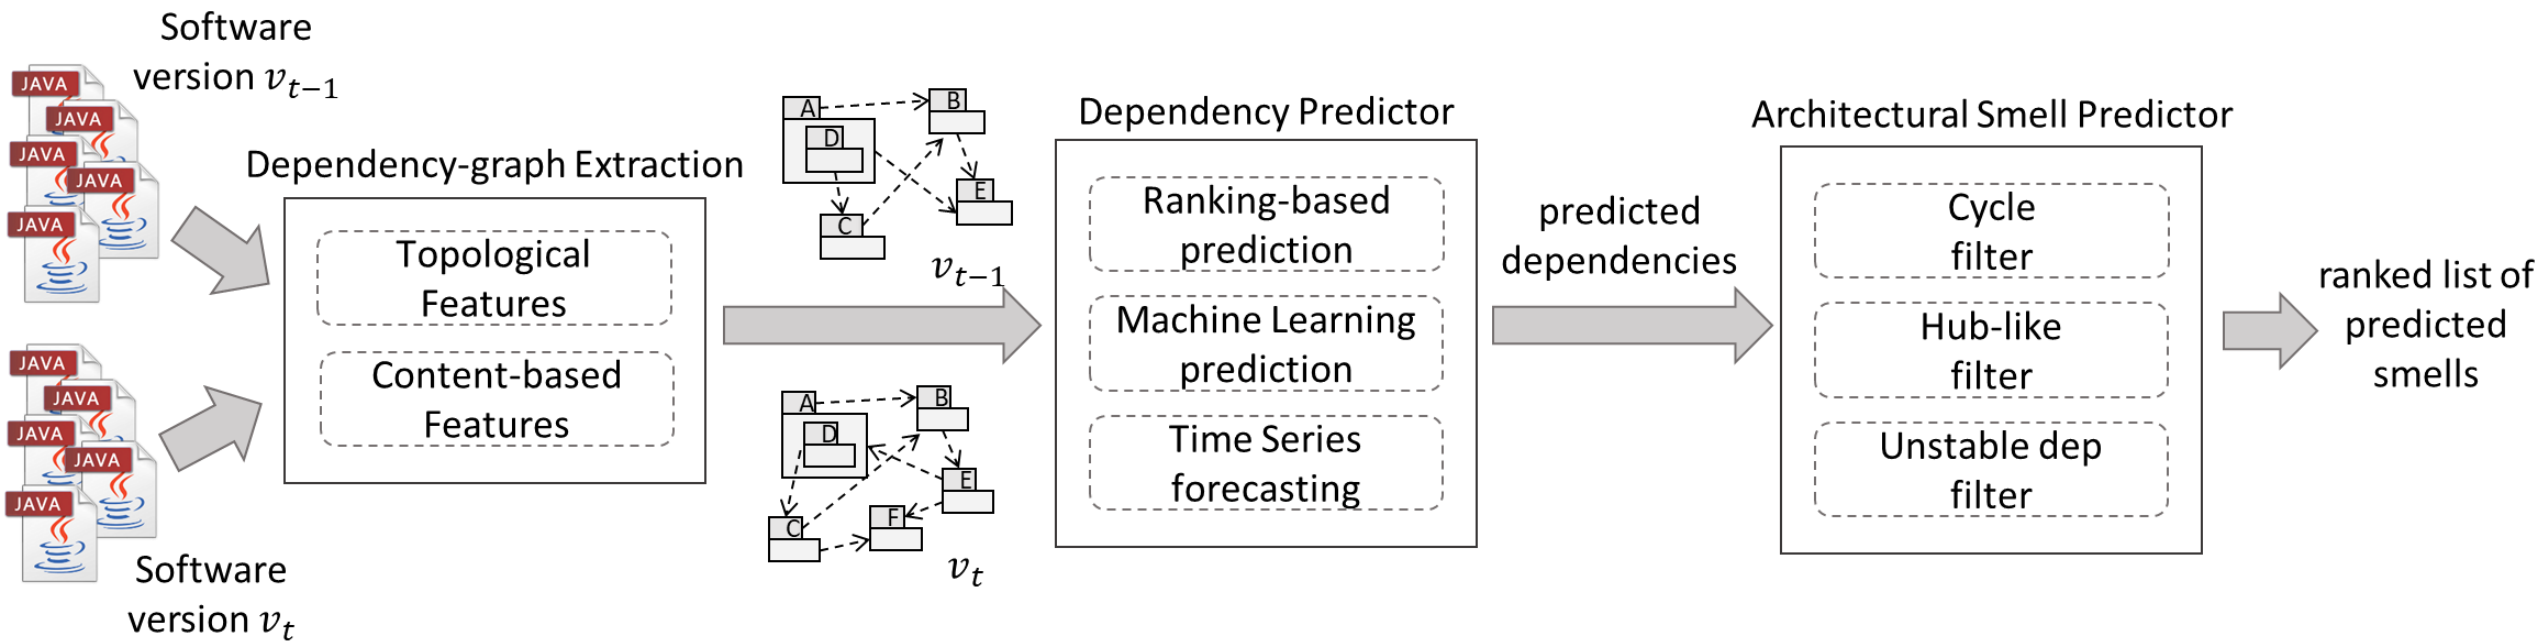 Software
version v_{t−1}
JAVA
JAVA
JAVA
JAVA
JAVA
JAVA
JAVA
JAVA
JAVA
JAVA
Software
version v_t
Dependency-graph Extraction
Topological
Features
Content-based
Features
A
B
D
E
C
v_{t−1}
A
B
D
E
C
F
v_t
Dependency Predictor
Ranking-based
prediction
Machine Learning
prediction
Time Series
forecasting
predicted
dependencies
Architectural Smell Predictor
Cycle
filter
Hub-like
filter
Unstable dep
filter
ranked list of
predicted
smells